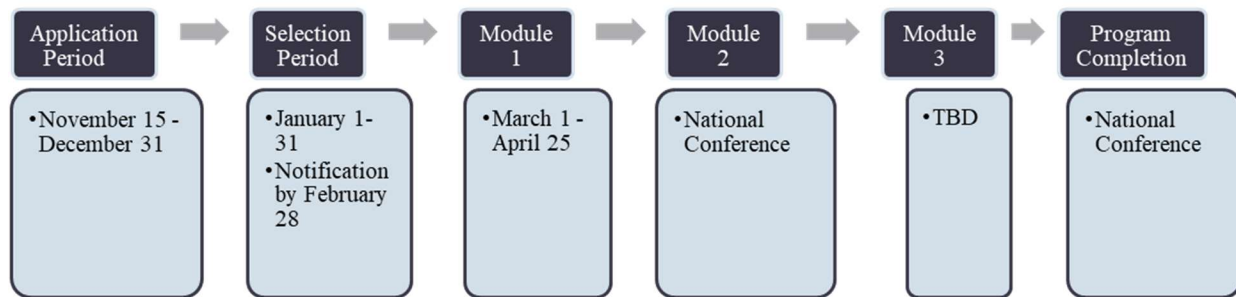 Application
Period
Selection
Period
Module
1
Module
2
Module
3
Program
Completion
•November 15 -
December 31
•January 1-
31
•Notification
by February
28
•March 1 -
April 25
•National
Conference
•TBD
•National
Conference